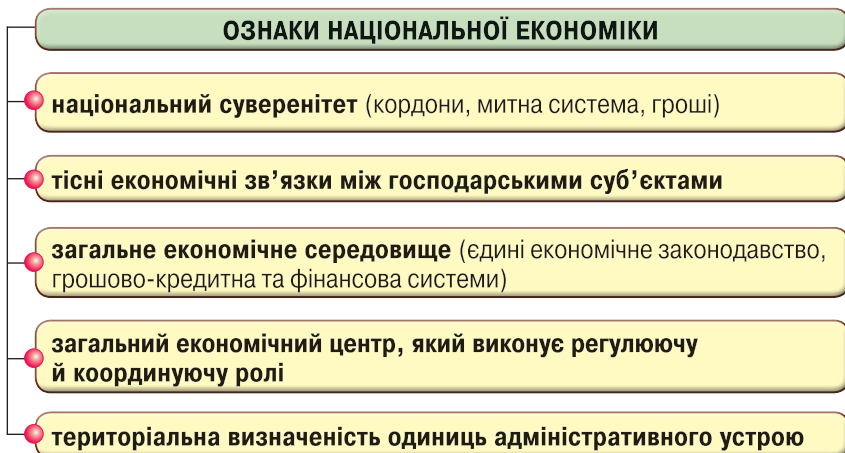 ОЗНАКИ НАЦІОНАЛЬНОЇ ЕКОНОМІКИ
національний суверенітет (кордони, митна система, гроші)
тісні економічні зв’язки між господарськими суб’єктами
загальне економічне середовище (єдині економічне законодавство,
грошово-кредитна та фінансова системи)
загальний економічний центр, який виконує регулюючу
й координуючу ролі
територіальна визначеність одиниць адміністративного устрою